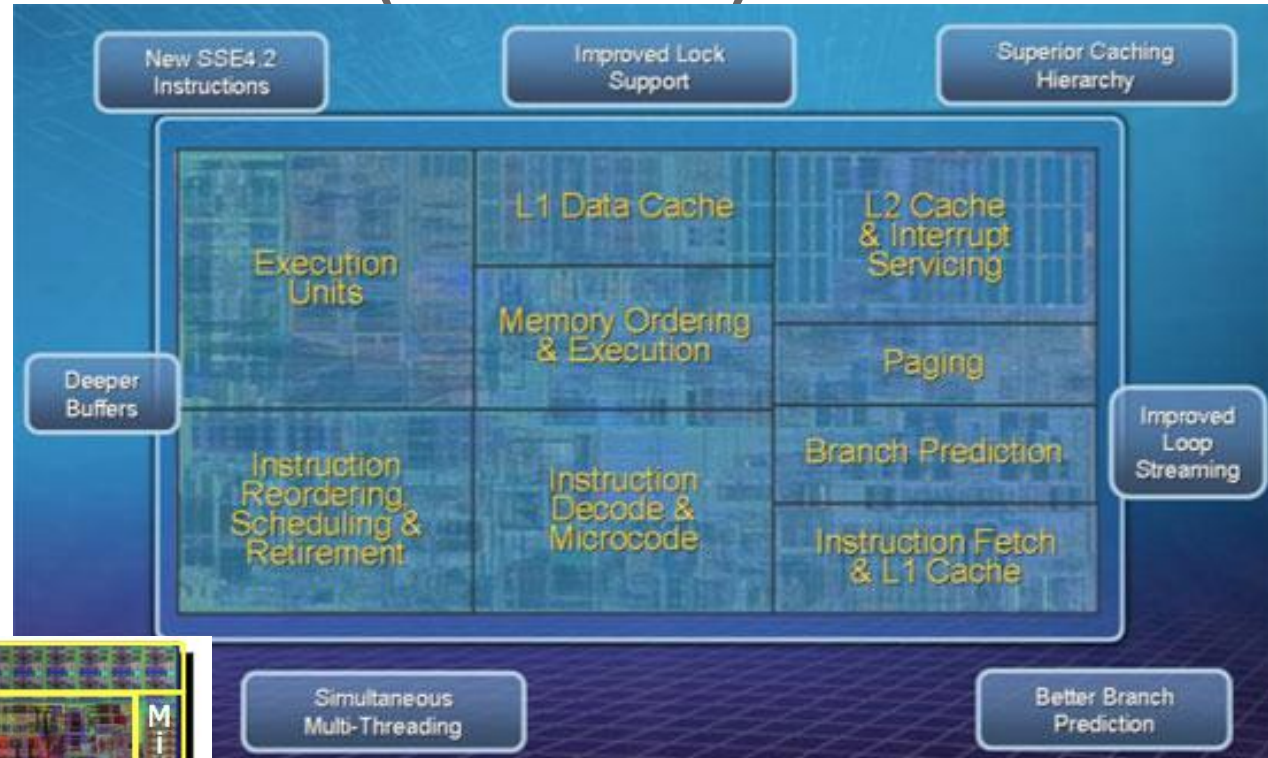 New SSE4.2
Instructions
Improved Lock
Support
Superior Caching
Hierarchy
Execution
Units
L1 Data Cache
L2 Cache
& Interrupt
Servicing
Memory Ordering
& Execution
Paging
Deeper
Buffers
Improved
Loop
Streaming
Branch Prediction
Instruction
Reordering,
Scheduling &
Retirement
Instruction
Decode &
Microcode
Instruction Fetch
& L1 Cache
Simultaneous
Multi-Threading
Better Branch
Prediction
M
i